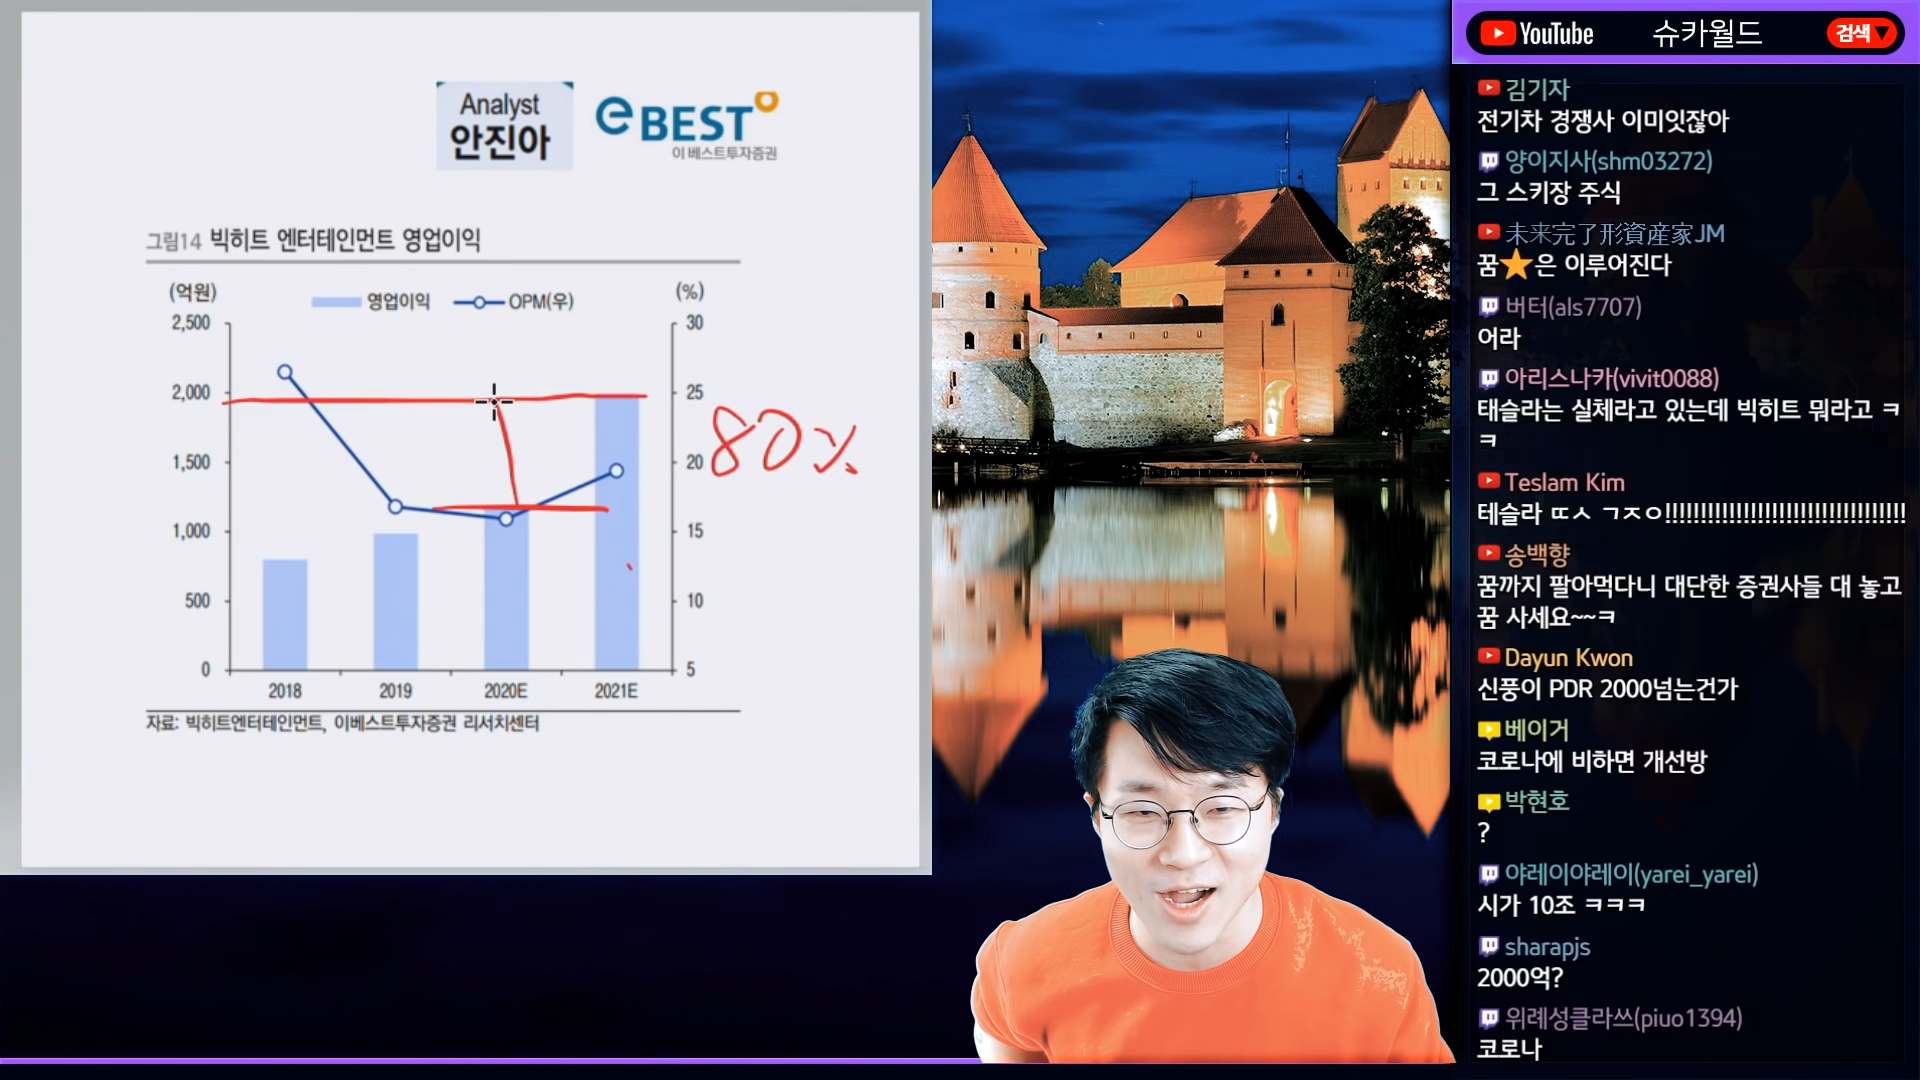 Analyst
안진아
eBEST
이베스트투자증권
그림14 빅히트 엔터테인먼트 영업이익
(억원)
영업이익
OPM(우)
(%)
2,500
2,000
1,500
1,000
500
0
30
25
20
15
10
5
80%
2018
2019
2020E
2021E
자료: 빅히트엔터테인먼트, 이베스트투자증권 리서치센터
YouTube 슈카월드 검색▼
김기자
전기차 경쟁사 이미잇잖아
양이지사(shm03272)
그 스키장 주식
未来完了形資産家JM
꿈⭐은 이루어진다
버터(als7707)
어라
아리스나카(vivit0088)
태슬라는 실체라고 있는데 빅히트 뭐라고 ㅋ
ㅋ
Teslam Kim
테슬라 ㄸㅅ ㄱㅈㅇ!!!!!!!!!!!!!!!!!!!!!!!!!!!!!!!!!!
송백향
꿈까지 팔아먹다니 대단한 증권사들 대 놓고
꿈 사세요~~ㅋ
Dayun Kwon
신풍이 PDR 2000넘는건가
베이거
코로나에 비하면 개선방
박현호
?
야레이야레이(yarei_yarei)
시가 10조 ㅋㅋㅋ
sharapjs
2000억?
위례성클라쓰(piuo1394)
코로나